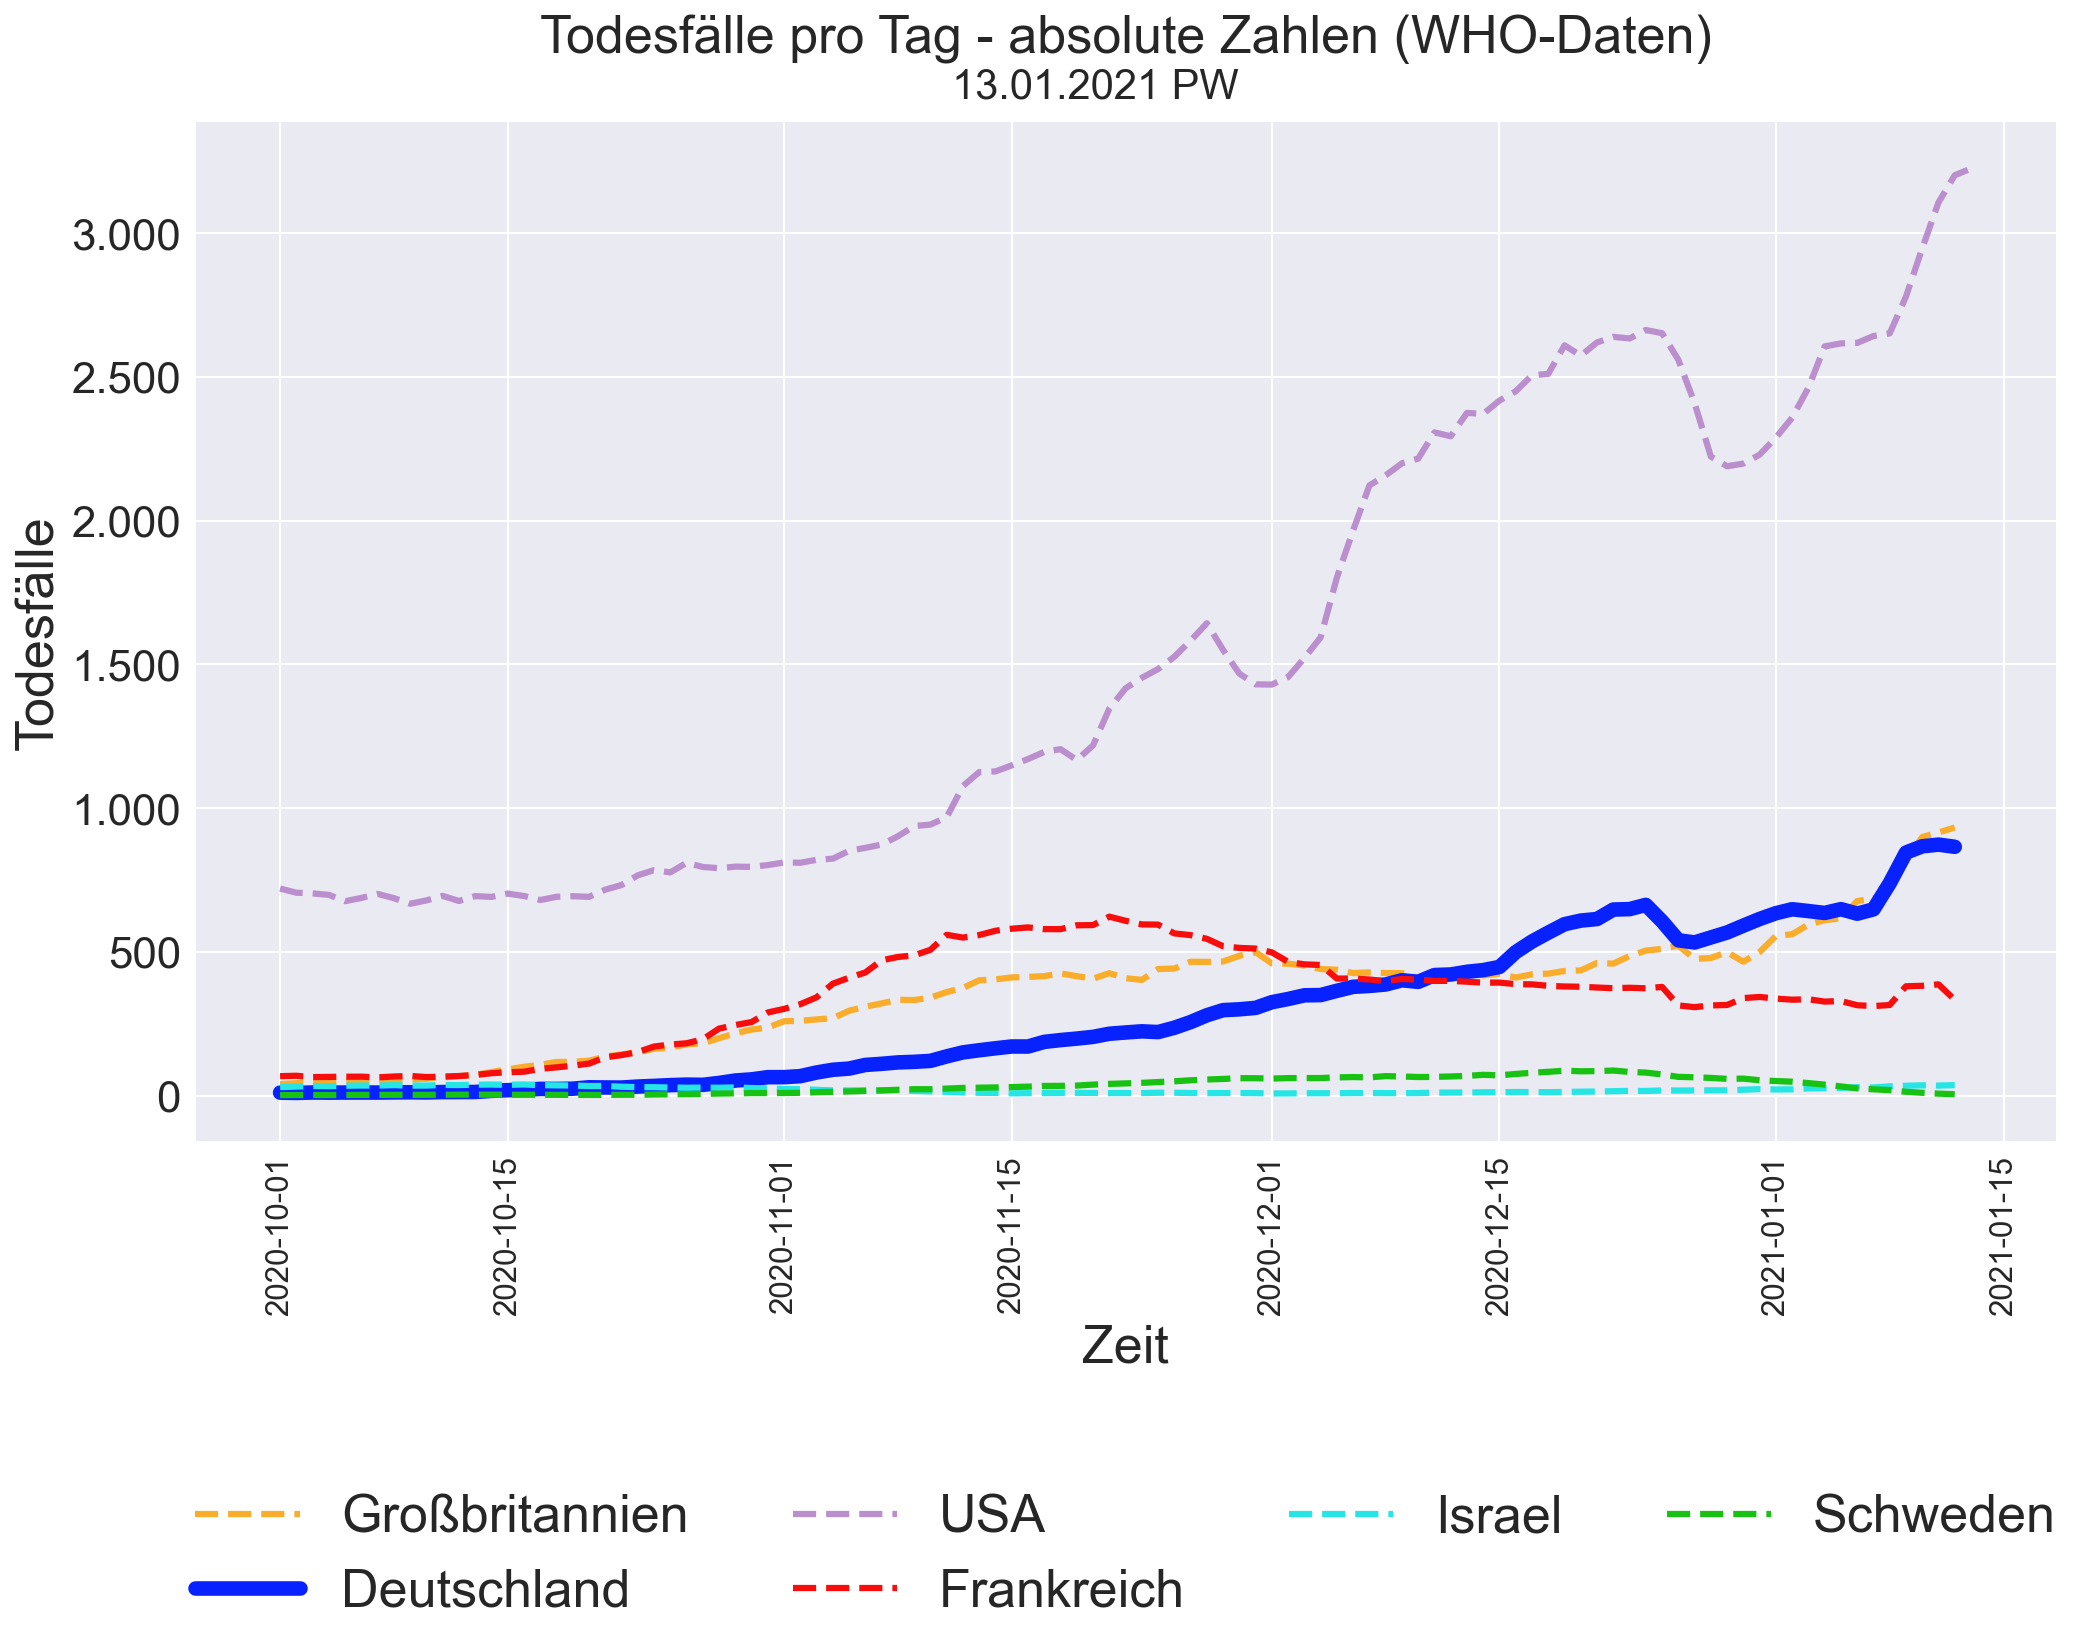 Todesfälle pro Tag - absolute Zahlen (WHO-Daten)
13.01.2021 PW
Todesfälle
3.000
2.500
2.000
1.500
1.000
500
0
2020-10-01
2020-10-15
2020-11-01
2020-11-15
2020-12-01
2020-12-15
2021-01-01
2021-01-15
Zeit
Großbritannien USA Israel Schweden
Deutschland Frankreich